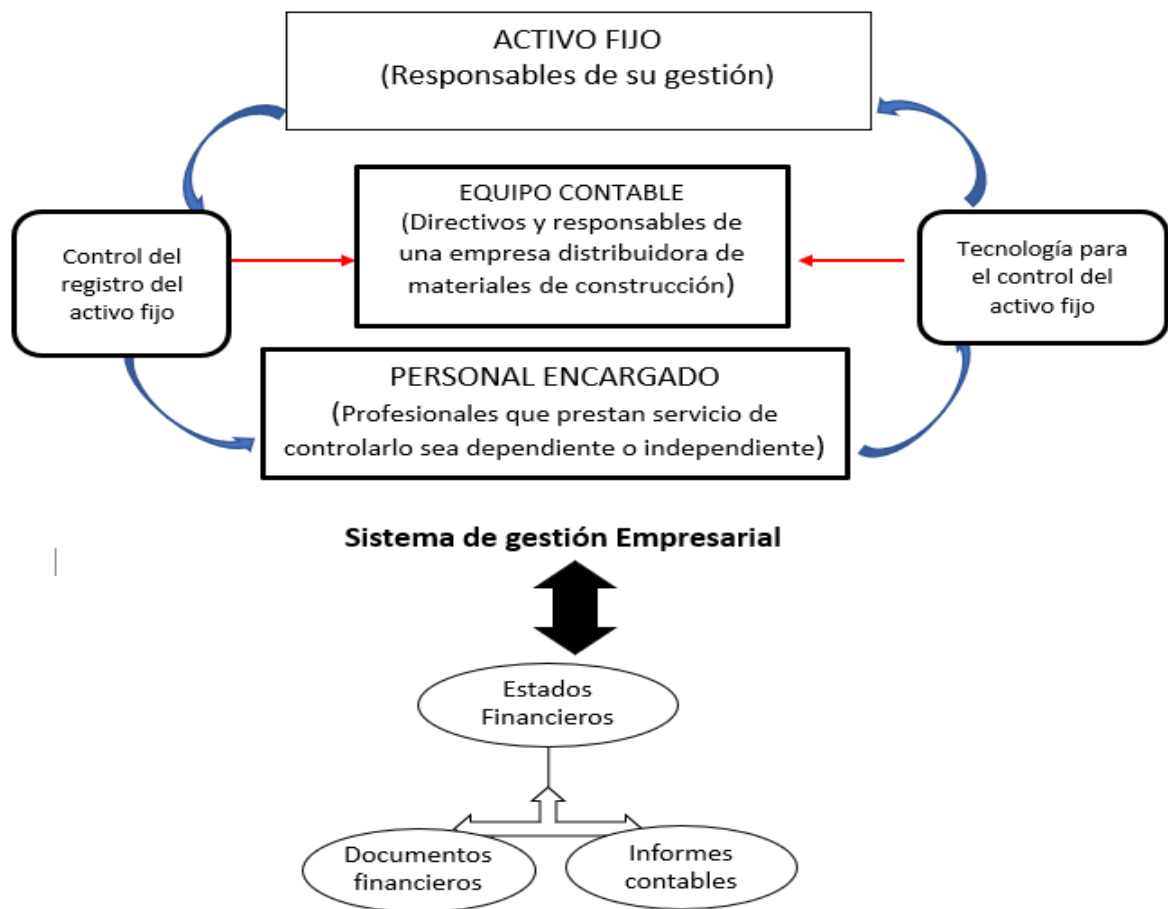 ACTIVO FIJO
(Responsables de su gestión)
EQUIPO CONTABLE
(Directivos y responsables de
una empresa distribuidora de
materiales de construcción)
Control del
registro del
activo fijo
Tecnología para
el control del
activo fijo
PERSONAL ENCARGADO
(Profesionales que prestan servicio de
controlarlo sea dependiente o independiente)
Sistema de gestión Empresarial
Estados
Financieros
Documentos
financieros
Informes
contables